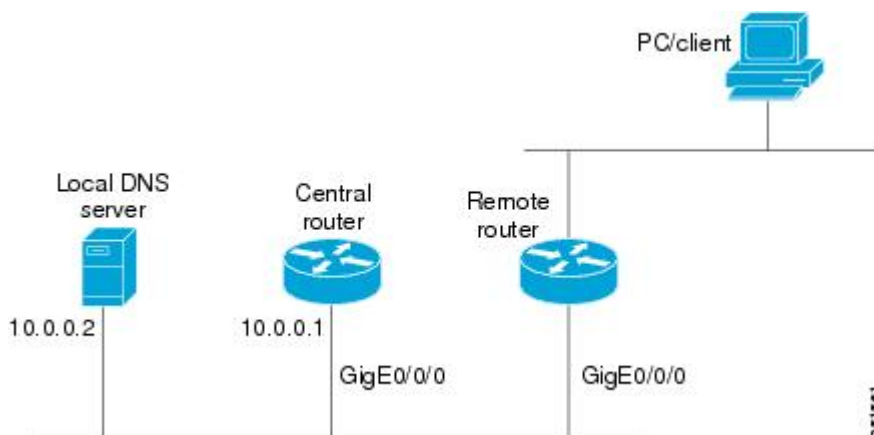 PC/client
Local DNS
server
Central
router
Remote
router
10.0.0.2
10.0.0.1
GigE0/0/0
GigE0/0/0